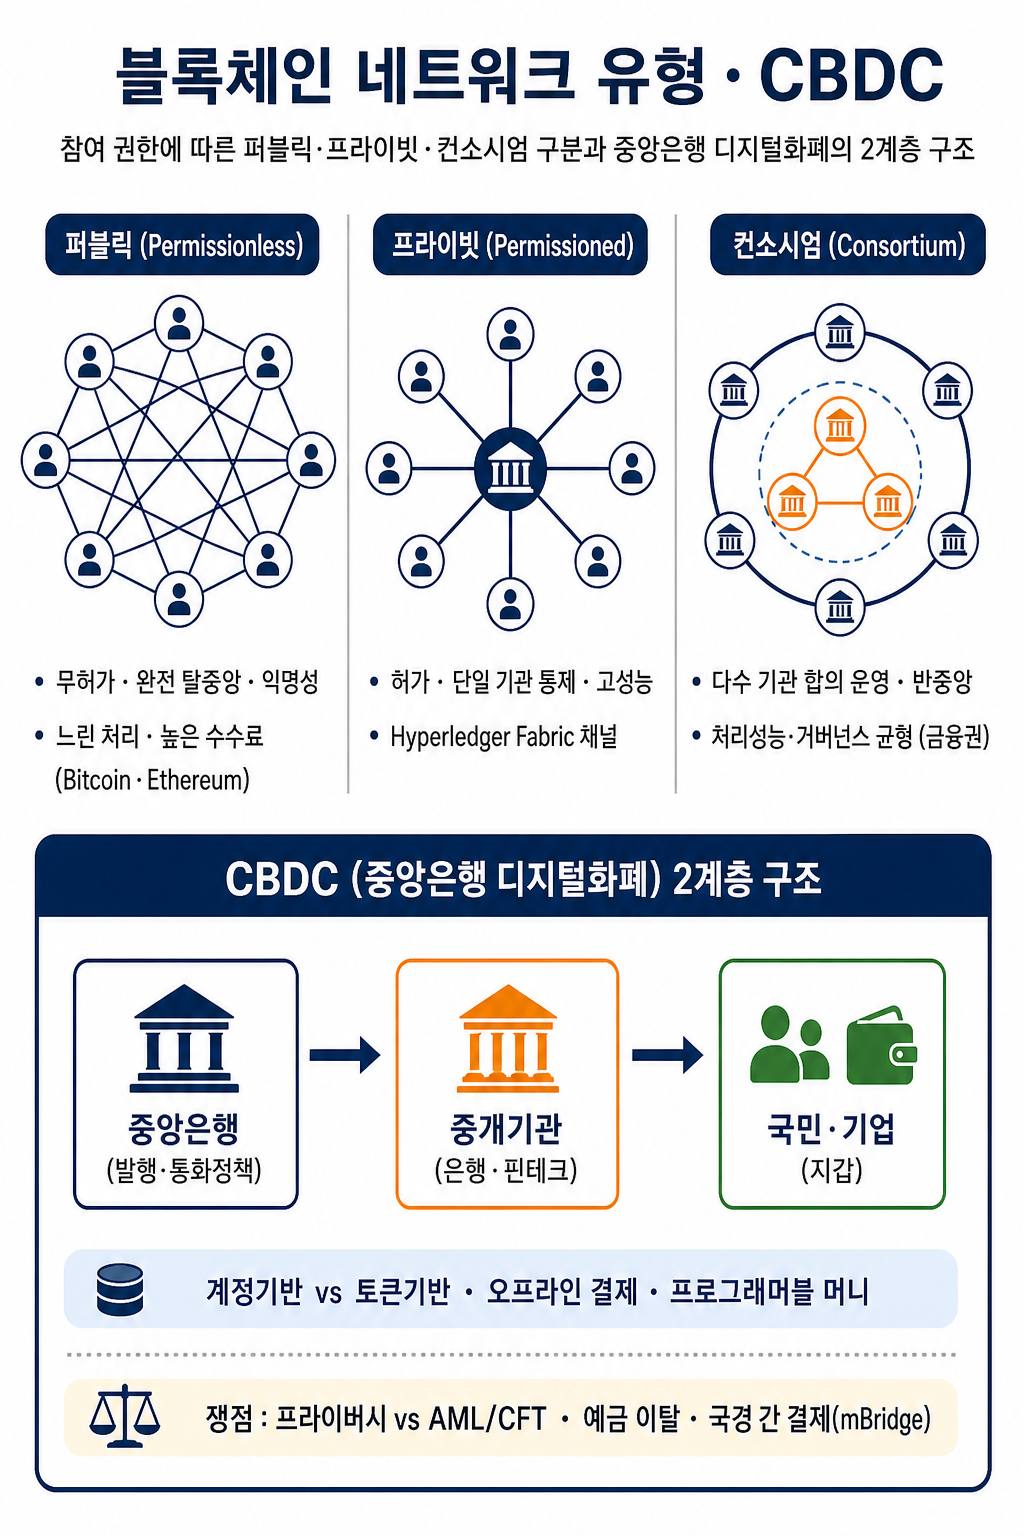 블록체인 네트워크 유형 · CBDC
참여 권한에 따른 퍼블릭·프라이빗·컨소시엄 구분과 중앙은행 디지털화폐의 2계층 구조
퍼블릭 (Permissionless)
• 무허가 · 완전 탈중앙 · 익명성
• 느린 처리 · 높은 수수료
(Bitcoin · Ethereum)
프라이빗 (Permissioned)
• 허가 · 단일 기관 통제 · 고성능
• Hyperledger Fabric 채널
컨소시엄 (Consortium)
• 다수 기관 합의 운영 · 반중앙
• 처리성능·거버넌스 균형 (금융권)
CBDC (중앙은행 디지털화폐) 2계층 구조
중앙은행
(발행·통화정책)
중개기관
(은행·핀테크)
국민·기업
(지갑)
계정기반 vs 토큰기반 • 오프라인 결제 • 프로그래머블 머니
쟁점 : 프라이버시 vs AML/CFT • 예금 이탈 • 국경 간 결제(mBridge)